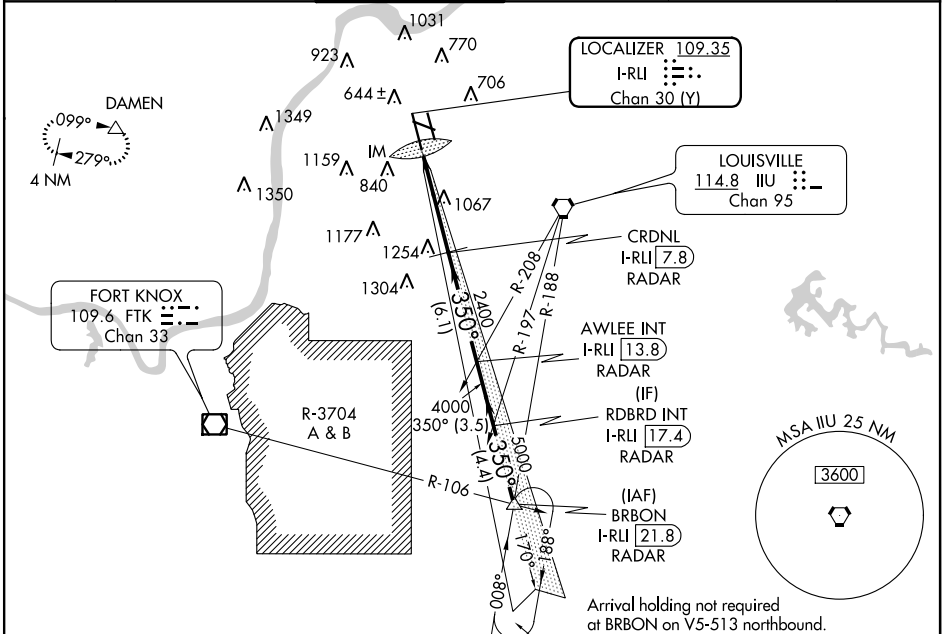 1031
923
770
644 ±
706
LOCALIZER 109.35
I-RLI
Chan 30 (Y)
DAMEN
099°
279°
4 NM
1349
IM
1159
840
1350
1067
LOUISVILLE
114.8 IIU
Chan 95
1177
1254
1304
CRDNL
I-RLI 7.8
RADAR
R-208
R-197
R-188
2400
350°
(6.1)
FORT KNOX
109.6 FTK
Chan 33
AWLEE INT
I-RLI 13.8
RADAR
R-3704
A & B
4000
350° (3.5)
(IF)
RDBRD INT
I-RLI 17.4
RADAR
5000
350°
(4.4)
R-106
(IAF)
BRBON
I-RLI 21.8
RADAR
170°
188°
008°
MSA IIU 25 NM
3600
Arrival holding not required
at BRBON on V5-513 northbound.